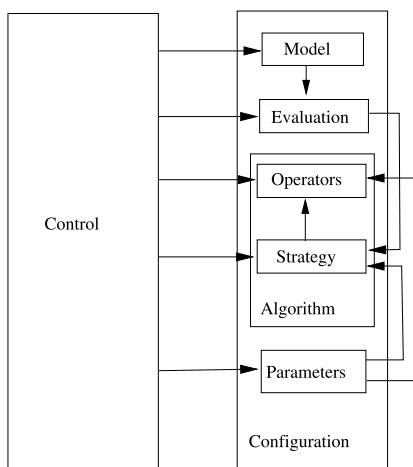 Model
Evaluation
Operators
Control
Strategy
Algorithm
Parameters
Configuration